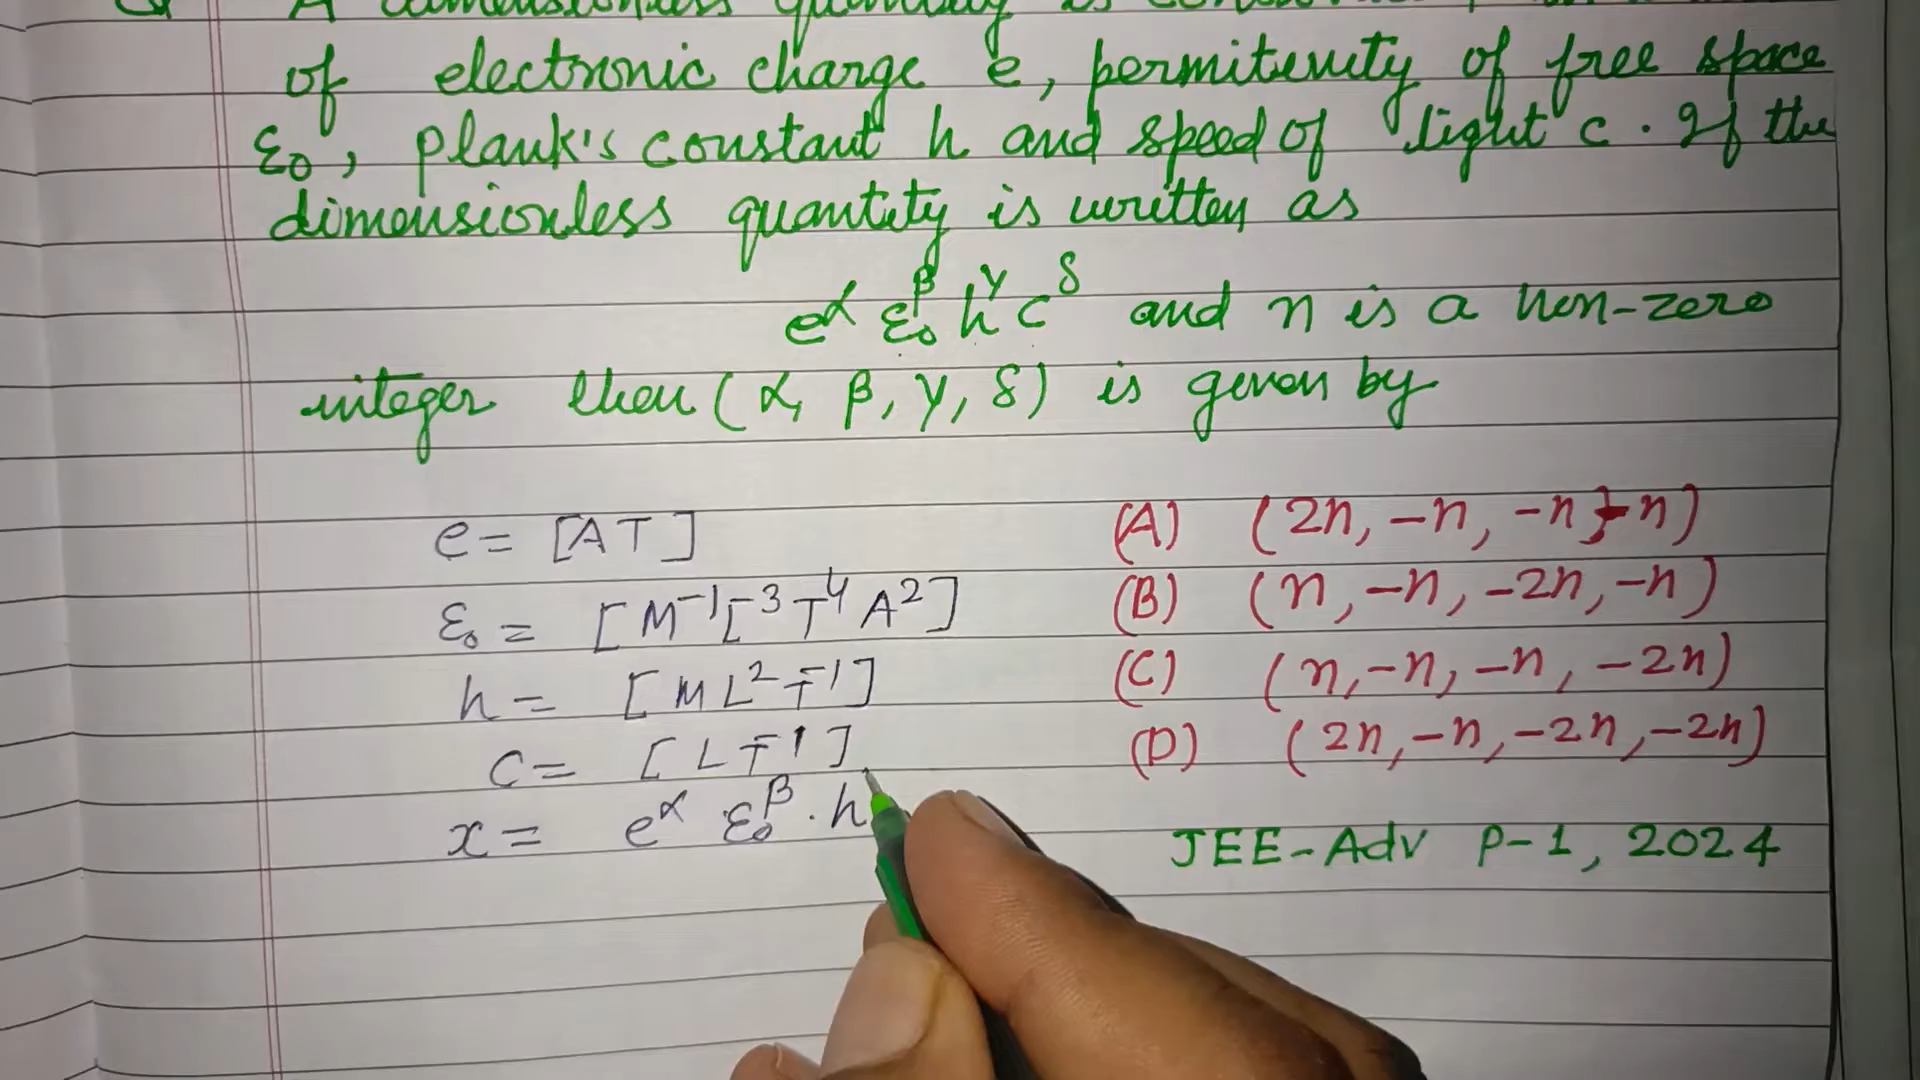 of electronic charge e, permitivity of free space
ε₀, plank's constant h and speed of light c. If the
dimensionless quantity is written as
e^α ε₀^β h^γ c^δ and n is a non-zero
integer then (α, β, γ, δ) is given by
e = [AT]
(A) (2n, -n, -n, -n)
ε₀ = [M⁻¹L⁻³T⁴A²]
(B) (n, -n, -2n, -n)
h = [ML²T⁻¹]
(C) (n, -n, -n, -2n)
c = [LT⁻¹]
(D) (2n, -n, -2n, -2n)
x = e^α ε₀^β . h
JEE-Adv P-1, 2024